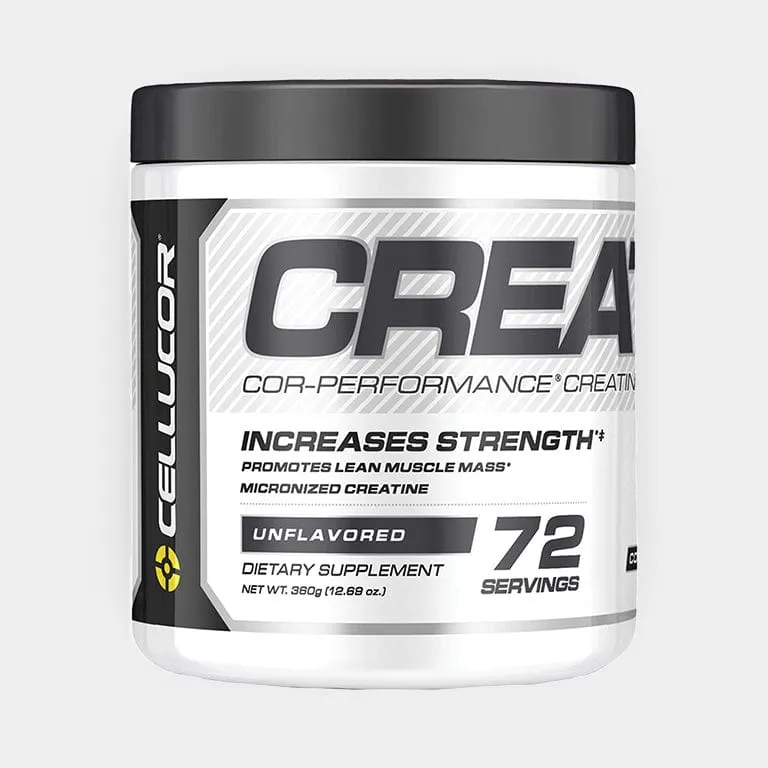 CELLUCOR®
CREAT
COR-PERFORMANCE® CREATIN
INCREASES STRENGTH*‡
PROMOTES LEAN MUSCLE MASS*
MICRONIZED CREATINE
UNFLAVORED
72
SERVINGS
DIETARY SUPPLEMENT
NET WT. 360g (12.69 oz.)